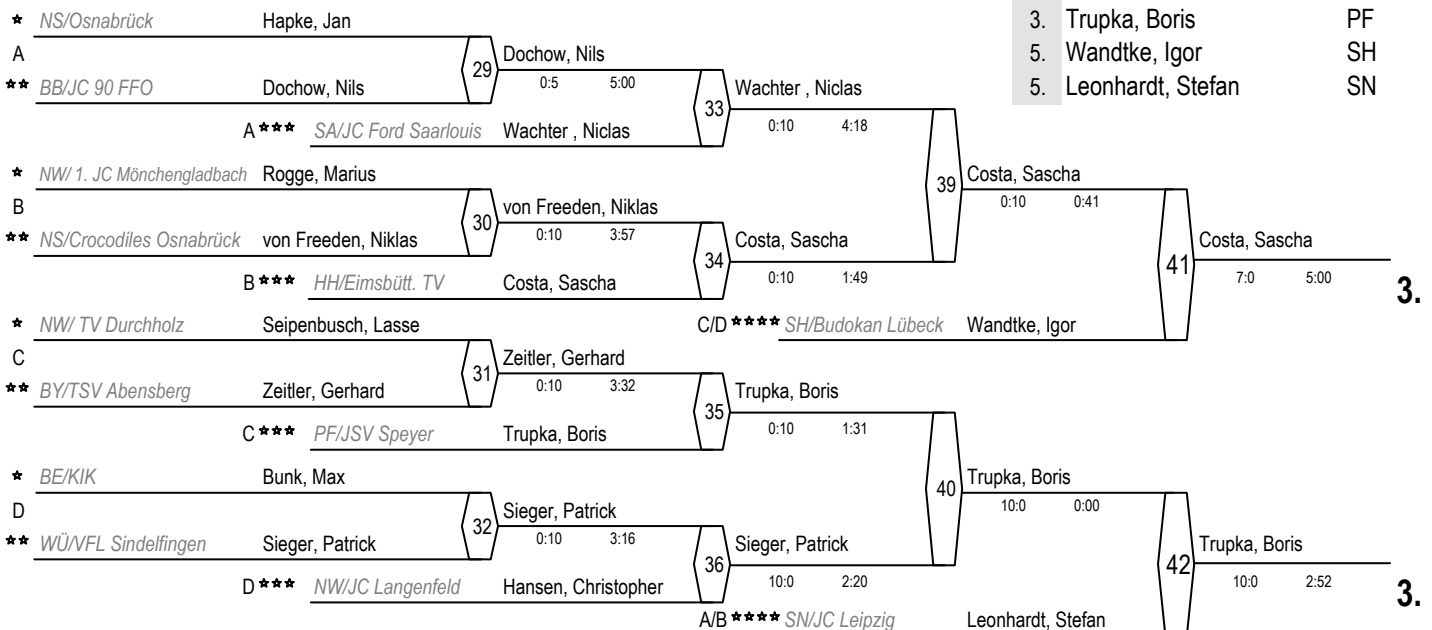 * NS/Osnabrück Hapke, Jan
3. Trupka, Boris PF
A
29 Dochow, Nils
5. Wandtke, Igor SH
** BB/JC 90 FFO Dochow, Nils
0:5 5:00
33 Wachter , Niclas
5. Leonhardt, Stefan SN
A *** SA/JC Ford Saarlouis Wachter , Niclas
0:10 4:18
* NW/ 1. JC Mönchengladbach Rogge, Marius
39 Costa, Sascha
0:10 0:41
B
30 von Freeden, Niklas
** NS/Crocodiles Osnabrück von Freeden, Niklas
0:10 3:57
34 Costa, Sascha
41 Costa, Sascha
B *** HH/Eimsbütt. TV Costa, Sascha
0:10 1:49
7:0 5:00
3.
* NW/ TV Durchholz Seipenbusch, Lasse
C/D **** SH/Budokan Lübeck Wandtke, Igor
C
31 Zeitler, Gerhard
** BY/TSV Abensberg Zeitler, Gerhard
0:10 3:32
35 Trupka, Boris
C *** PF/JSV Speyer Trupka, Boris
0:10 1:31
* BE/KIK Bunk, Max
40 Trupka, Boris
10:0 0:00
D
32 Sieger, Patrick
** WÜ/VFL Sindelfingen Sieger, Patrick
0:10 3:16
36 Sieger, Patrick
42 Trupka, Boris
D *** NW/JC Langenfeld Hansen, Christopher
10:0 2:20
10:0 2:52
3.
A/B **** SN/JC Leipzig Leonhardt, Stefan